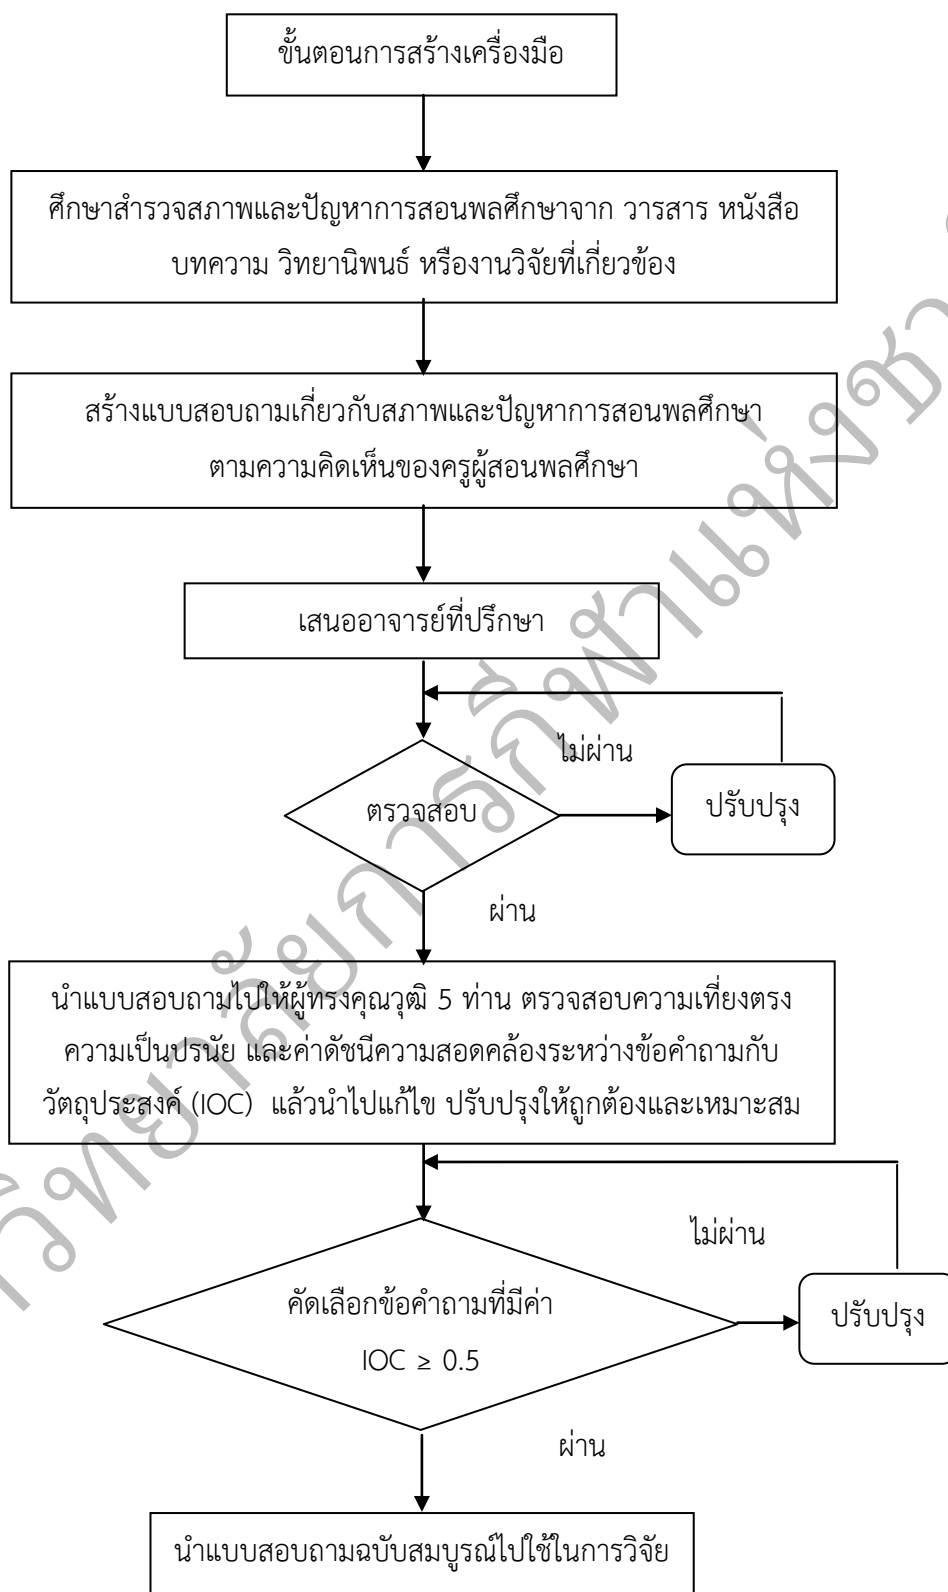 ขั้นตอนการสร้างเครื่องมือ
ศึกษาสำรวจสภาพและปัญหาการสอนพลศึกษาจาก วารสาร หนังสือ
บทความ วิทยานิพนธ์ หรืองานวิจัยที่เกี่ยวข้อง
สร้างแบบสอบถามเกี่ยวกับสภาพและปัญหาการสอนพลศึกษา
ตามความคิดเห็นของครูผู้สอนพลศึกษา
เสนออาจารย์ที่ปรึกษา
ไม่ผ่าน
ตรวจสอบ
ปรับปรุง
ผ่าน
นำแบบสอบถามไปให้ผู้ทรงคุณวุฒิ 5 ท่าน ตรวจสอบความเที่ยงตรง
ความเป็นปรนัย และค่าดัชนีความสอดคล้องระหว่างข้อคำถามกับ
วัตถุประสงค์ (IOC) แล้วนำไปแก้ไข ปรับปรุงให้ถูกต้องและเหมาะสม
ไม่ผ่าน
คัดเลือกข้อคำถามที่มีค่า
IOC ≥ 0.5
ปรับปรุง
ผ่าน
นำแบบสอบถามฉบับสมบูรณ์ไปใช้ในการวิจัย
วิทยาลัยการกีฬาแห่งชา